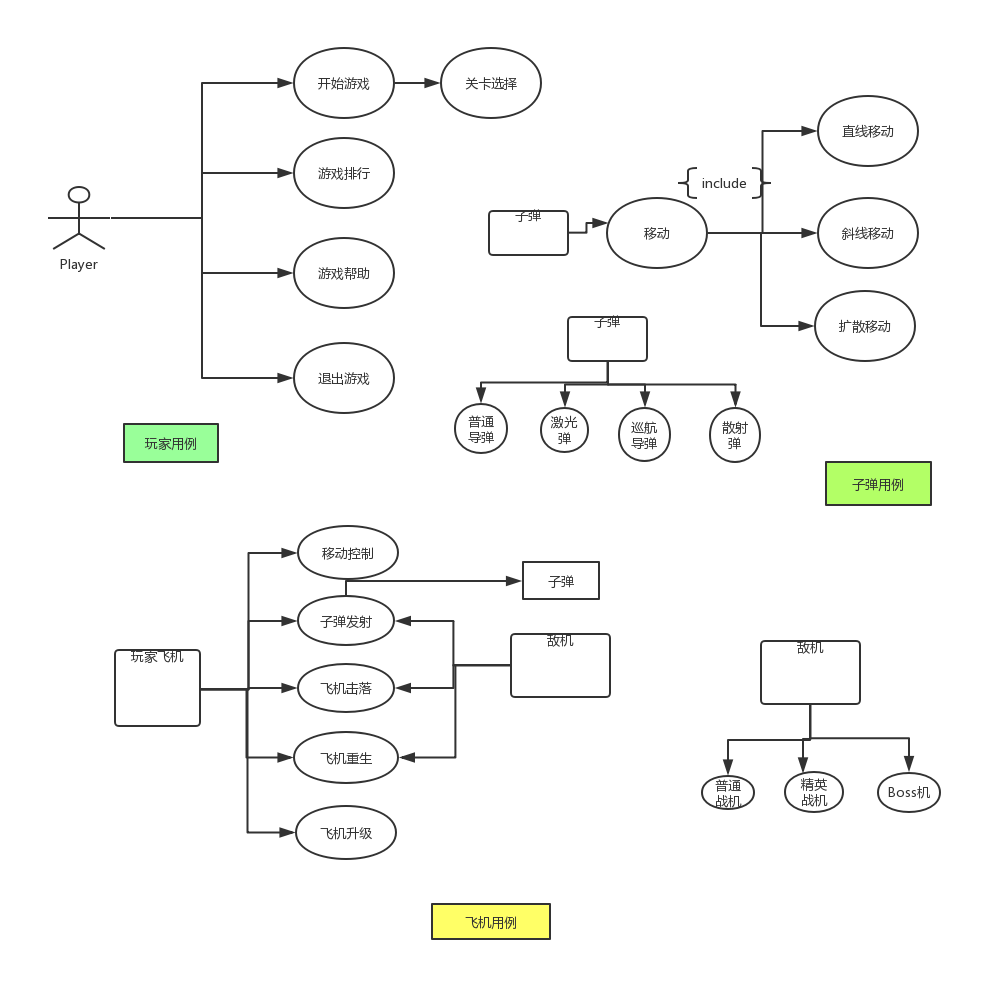 开始游戏
关卡选择
游戏排行
游戏帮助
退出游戏
Player
玩家用例
子弹
移动
include
直线移动
斜线移动
扩散移动
子弹
普通
导弹
激光
弹
巡航
导弹
散射
弹
子弹用例
玩家飞机
移动控制
子弹发射
飞机击落
飞机重生
飞机升级
子弹
敌机
敌机
普通
战机
精英
战机
Boss机
飞机用例